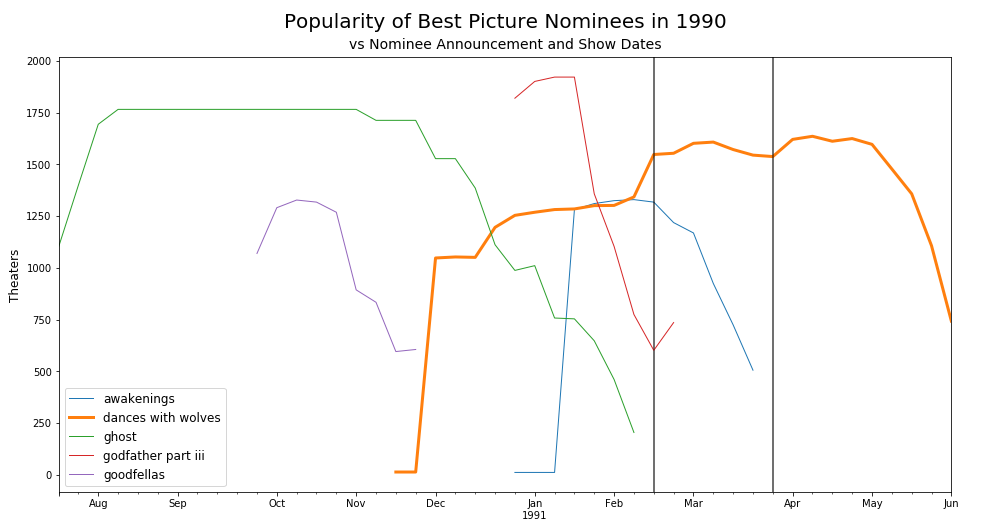 Popularity of Best Picture Nominees in 1990
vs Nominee Announcement and Show Dates
2000
1750
1500
1250
1000
750
500
250
0
Theaters
awakenings
dances with wolves
ghost
godfather part iii
goodfellas
Aug Sep Oct Nov Dec Jan Feb Mar Apr May Jun
1991